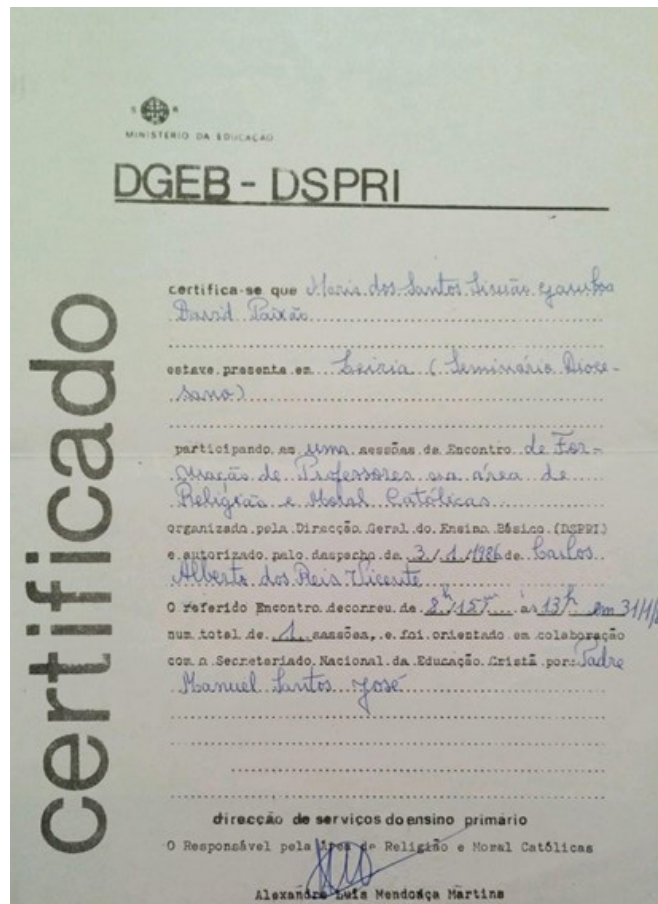 S R
MINISTÉRIO DA EDUCAÇÃO
DGEB - DSPRI
certificado
certifica-se que Maria dos Santos Simão Gamboa
David Paixão
esteve presente em Leiria (Seminário Dioce-
sano)
participando em uma sessões de Encontro de For-
mação de Professores na área de
Religião e Moral Católicas
organizado pela Direcção Geral do Ensino Básico (DSPRI)
e autorizado pelo despacho de 3/1/1986 de Carlos
Alberto dos Reis Vicente
O referido Encontro decorreu de 8h/15m às 13h em 31/1/
num total de 1 sessões, e foi orientado em colaboração
com o Secretariado Nacional da Educação Cristã por: Padre
Manuel Santos José
direcção de serviços do ensino primário
O Responsável pela Área de Religião e Moral Católicas
Alexandre Luis Mendonça Martins